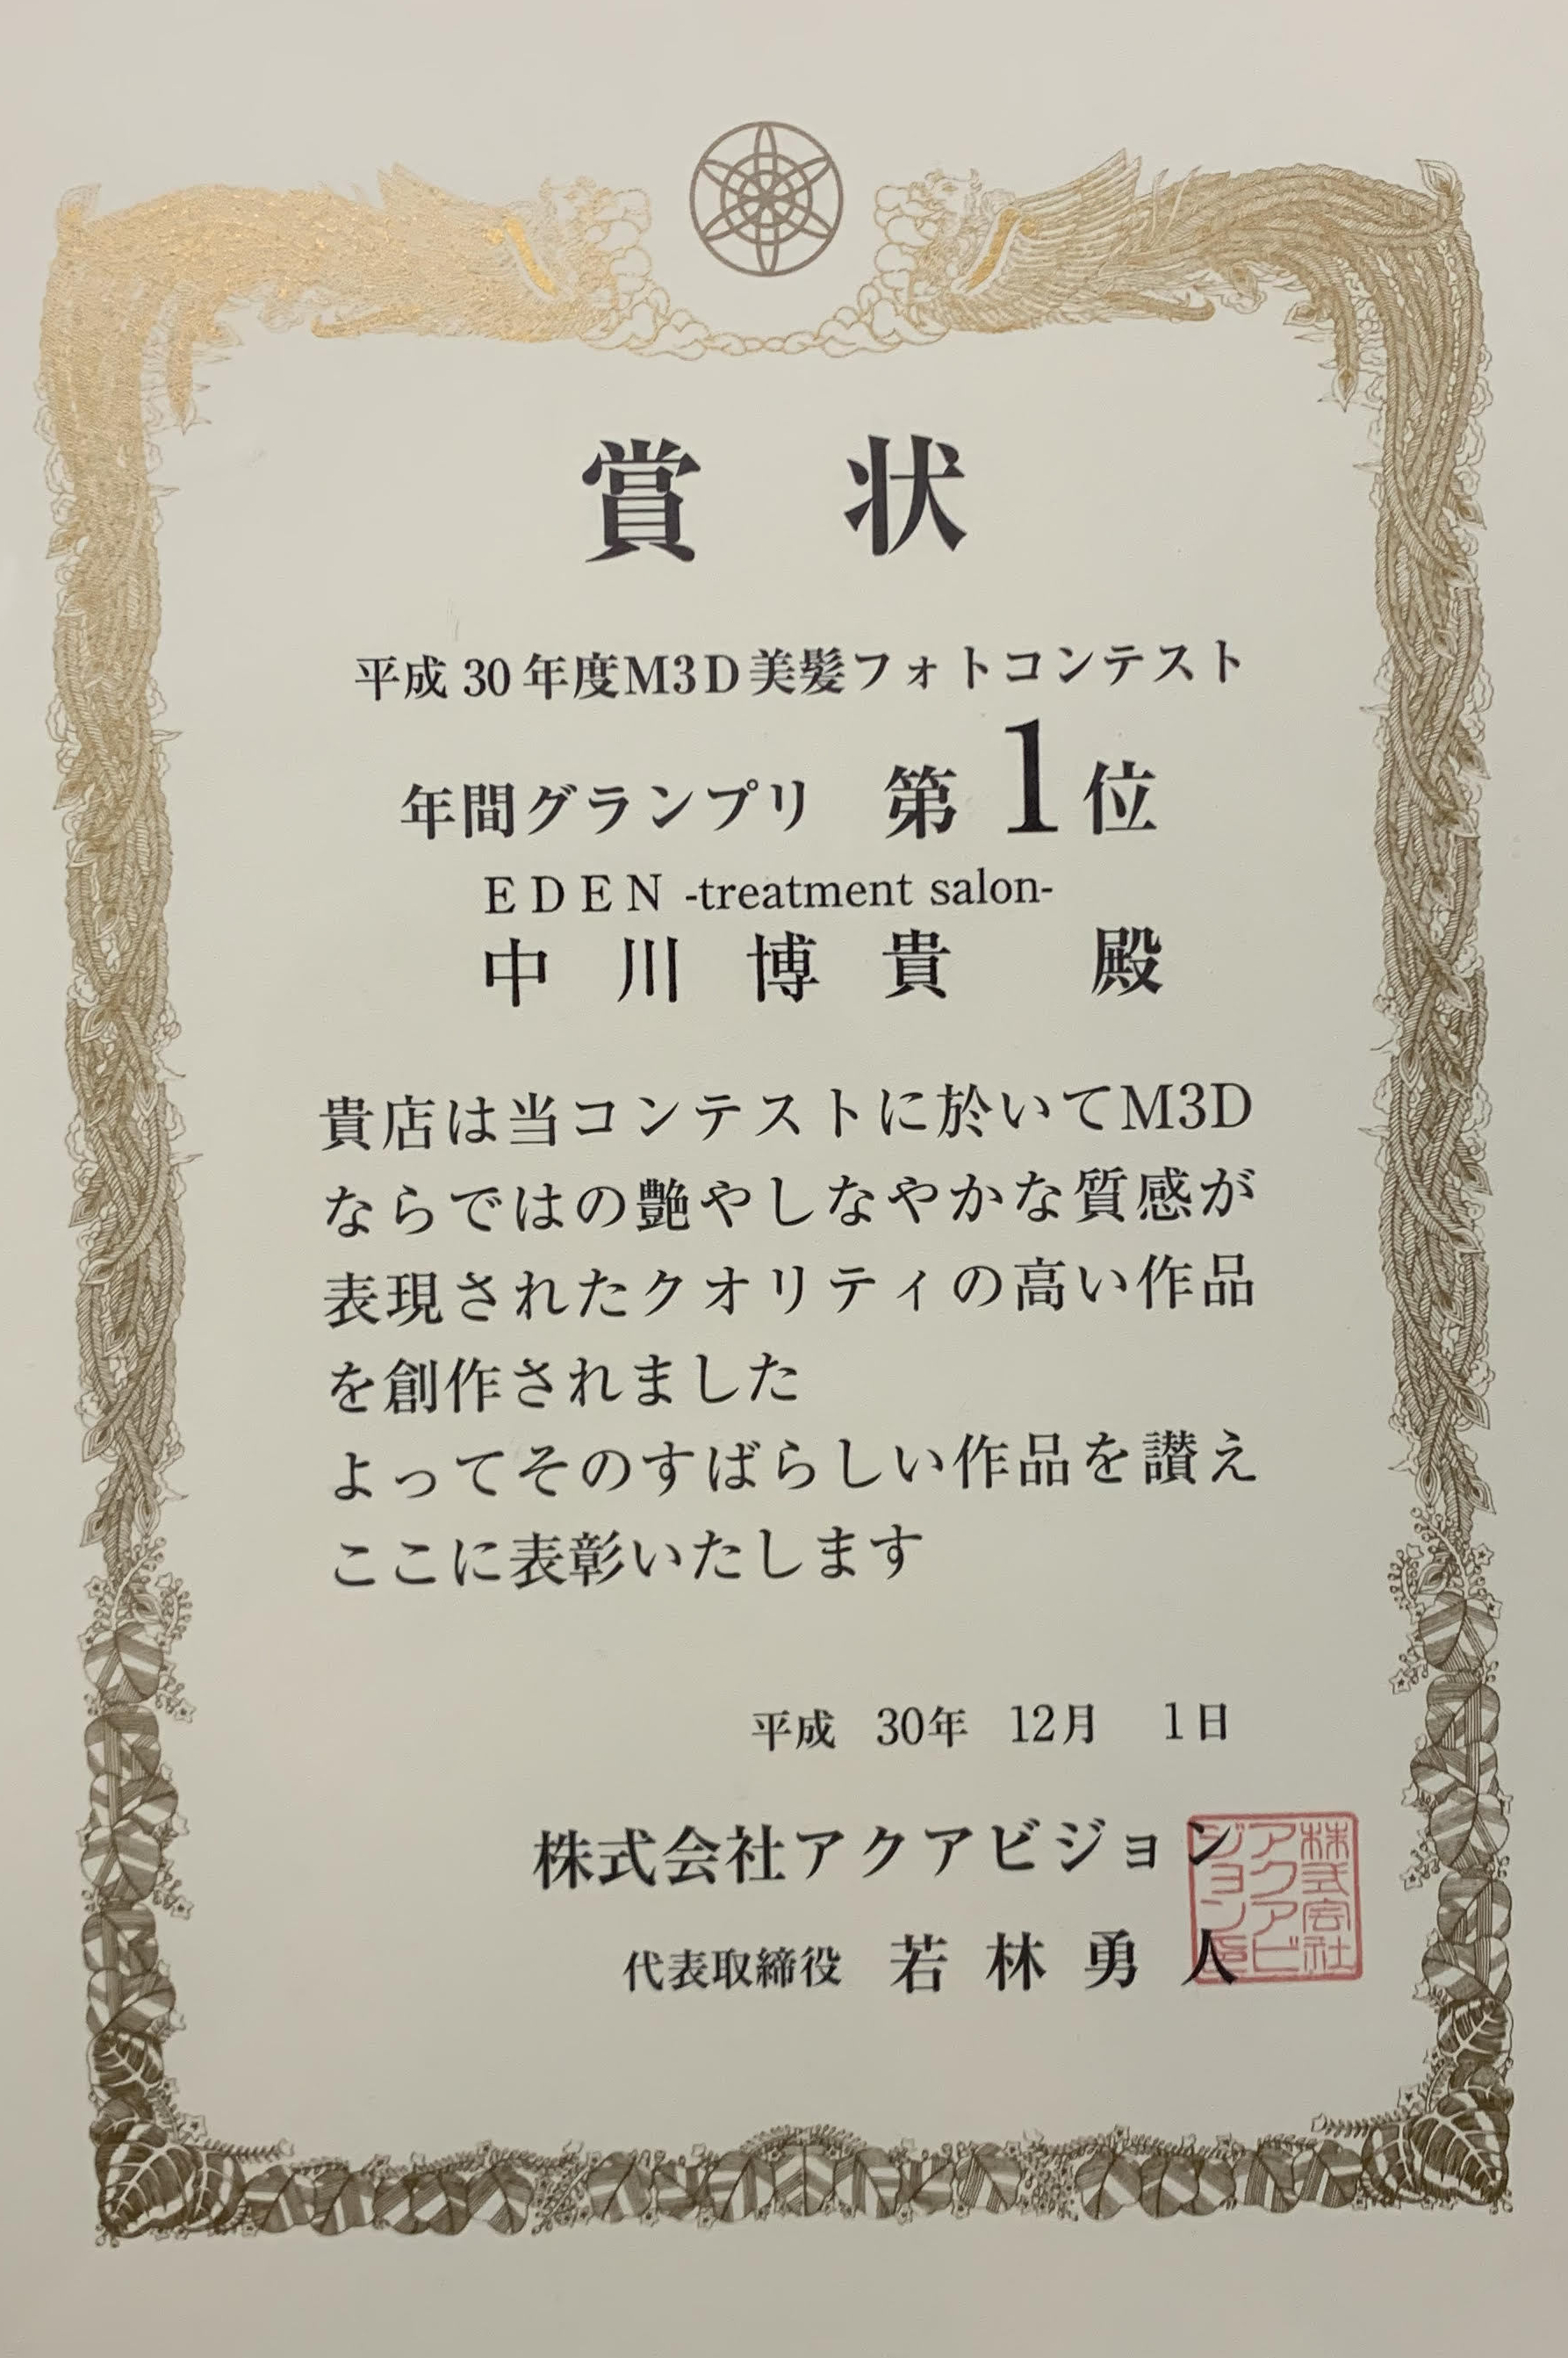 賞状
平成30年度M3D美髪フォトコンテスト
年間グランプリ 第1位
EDEN -treatment salon-
中川博貴 殿
貴店は当コンテストに於いてM3D
ならではの艶やしなやかな質感が
表現されたクオリティの高い作品
を創作されました
よってそのすばらしい作品を讃え
ここに表彰いたします
平成 30年 12月 1日
株式会社アクアビジョン
代表取締役 若林勇人
株式会社
アクアビ
ジョン印